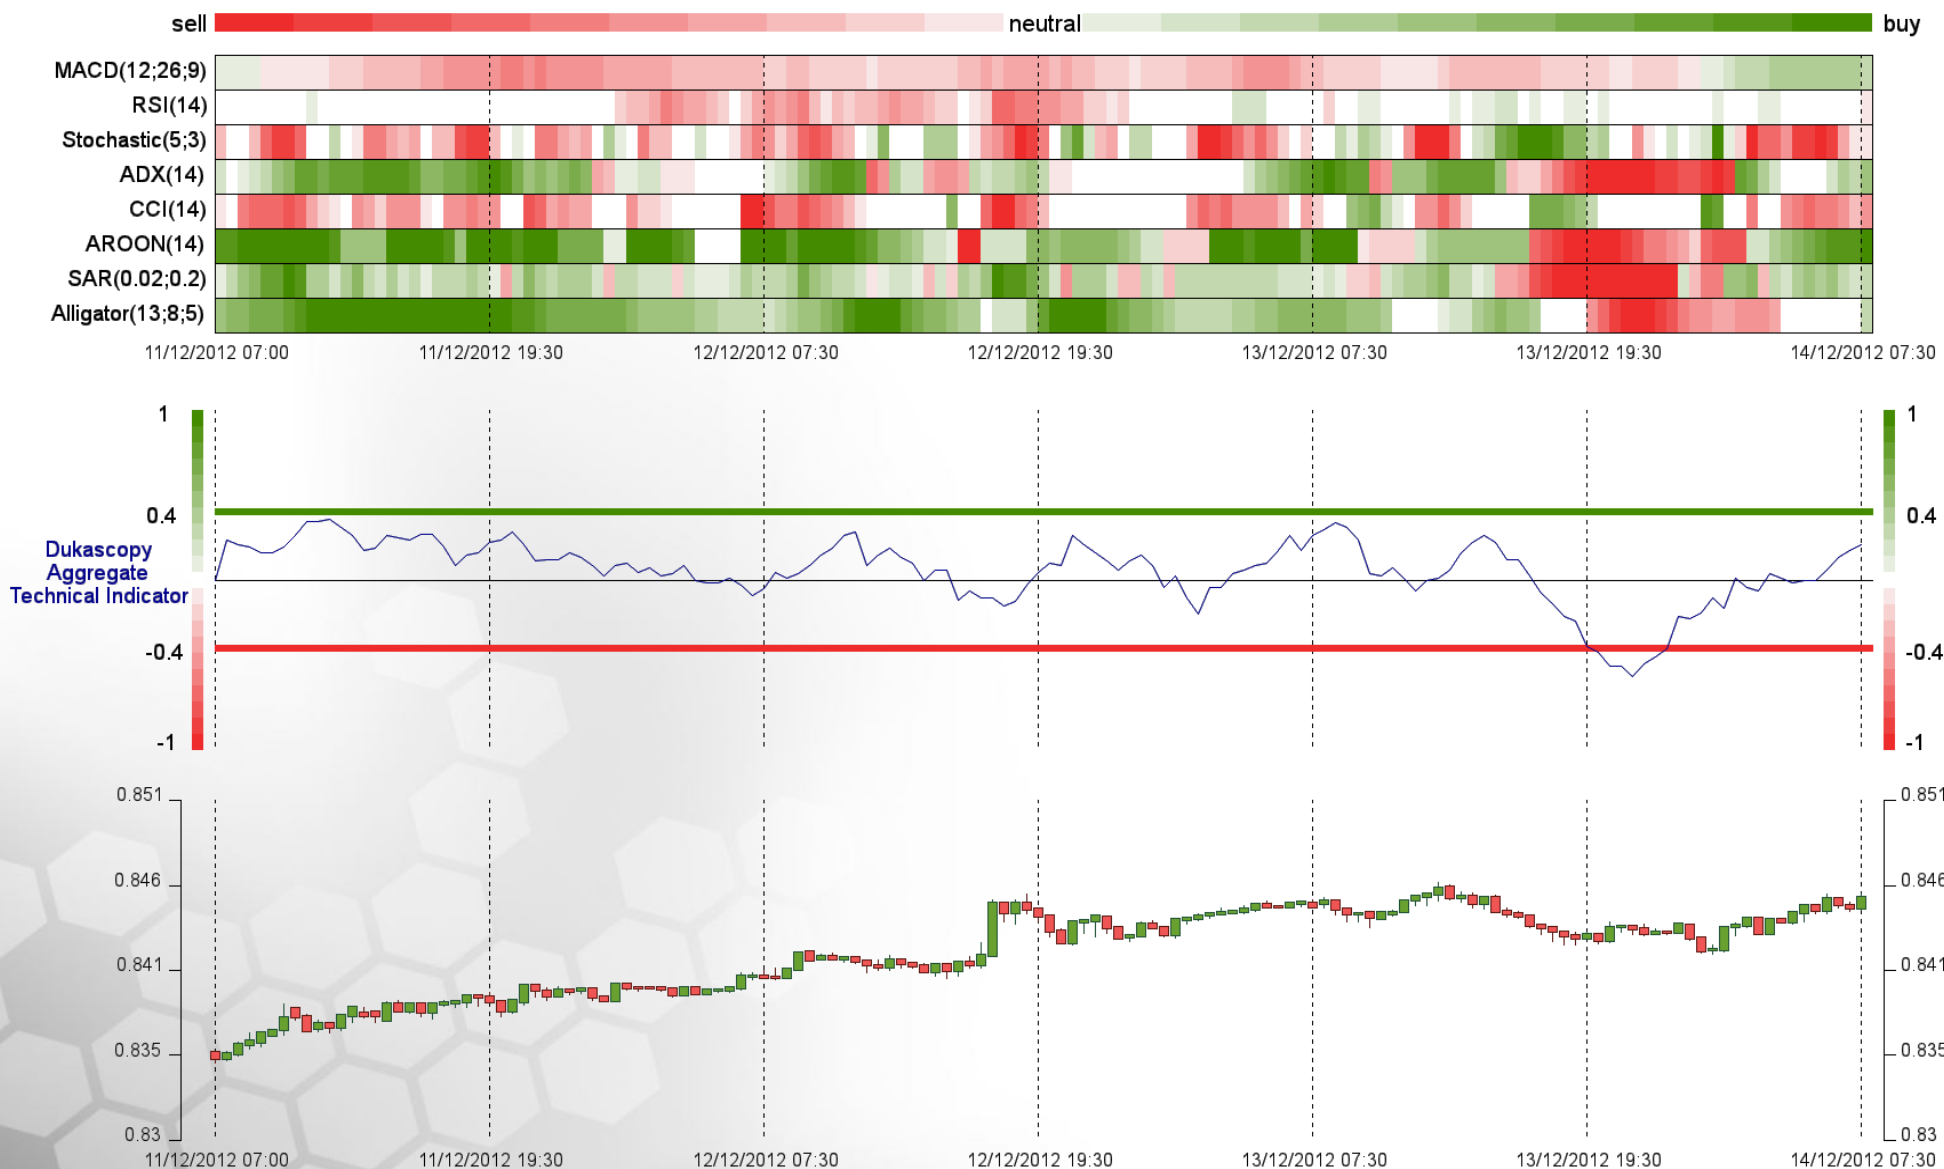 sell neutral buy
MACD(12;26;9)
RSI(14)
Stochastic(5;3)
ADX(14)
CCI(14)
AROON(14)
SAR(0.02;0.2)
Alligator(13;8;5)
11/12/2012 07:00 11/12/2012 19:30 12/12/2012 07:30 12/12/2012 19:30 13/12/2012 07:30 13/12/2012 19:30 14/12/2012 07:30
1 1
0.4 0.4
Dukascopy
Aggregate
Technical Indicator
-0.4 -0.4
-1 -1
0.851 0.851
0.846 0.846
0.841 0.841
0.835 0.835
0.83 0.83
11/12/2012 07:00 11/12/2012 19:30 12/12/2012 07:30 12/12/2012 19:30 13/12/2012 07:30 13/12/2012 19:30 14/12/2012 07:30